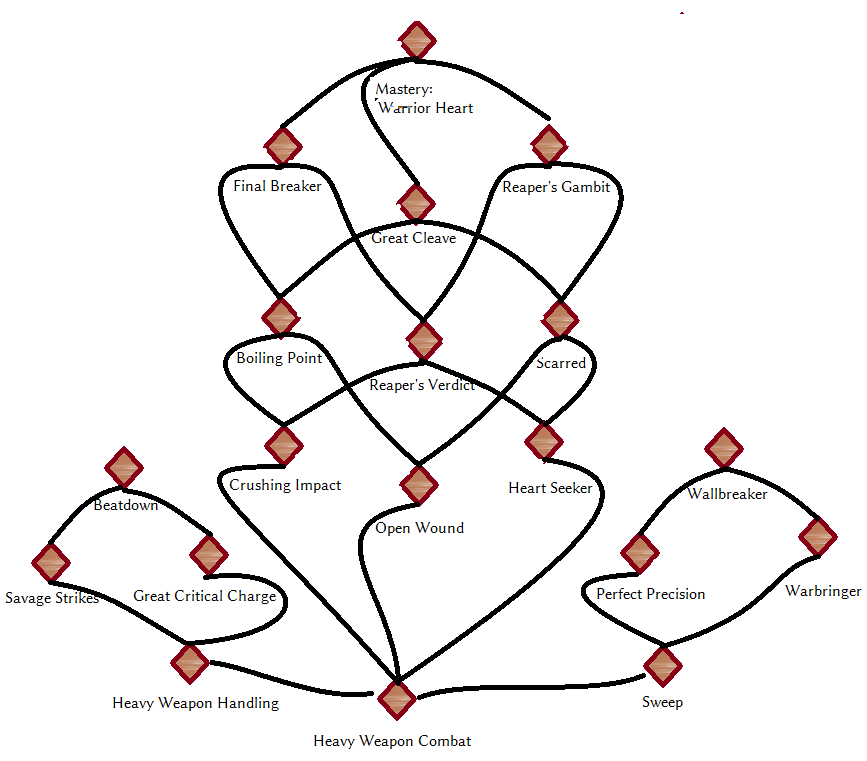 Mastery:
Warrior Heart
Final Breaker
Reaper's Gambit
Great Cleave
Boiling Point
Scarred
Reaper's Verdict
Crushing Impact
Heart Seeker
Wallbreaker
Beatdown
Open Wound
Savage Strikes
Great Critical Charge
Perfect Precision
Warbringer
Heavy Weapon Handling
Sweep
Heavy Weapon Combat